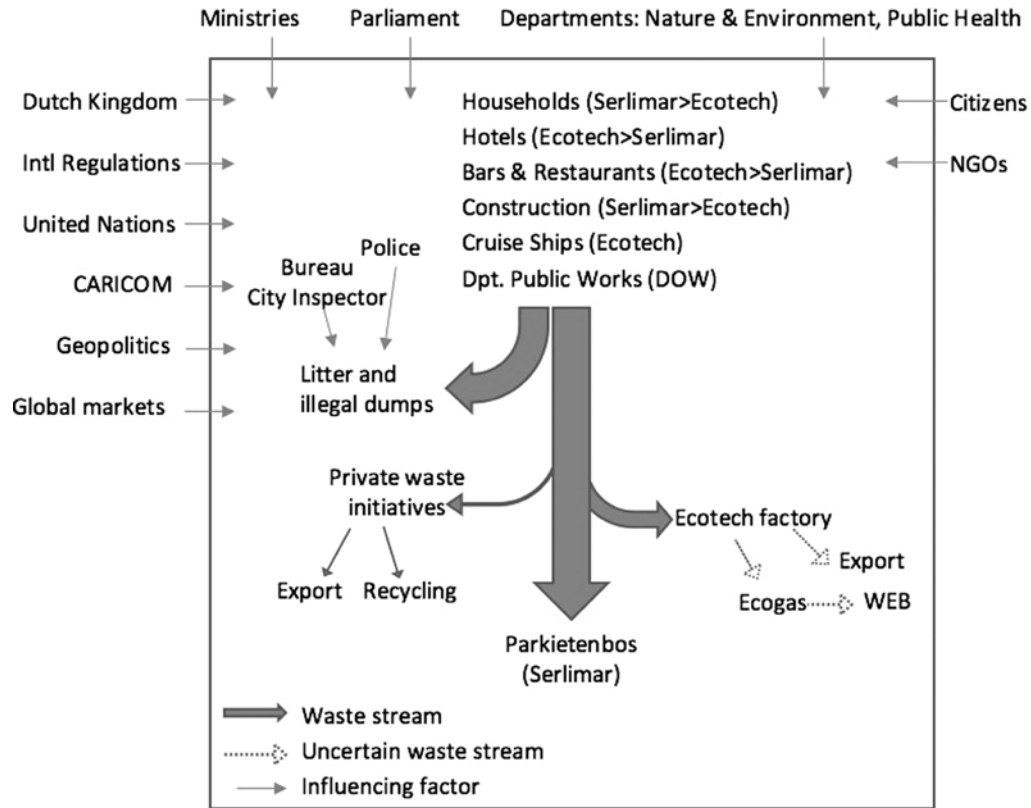 Ministries
Parliament
Departments: Nature & Environment, Public Health
Dutch Kingdom
Intl Regulations
United Nations
CARICOM
Geopolitics
Global markets
Citizens
NGOs
Households (Serlimar>Ecotech)
Hotels (Ecotech>Serlimar)
Bars & Restaurants (Ecotech>Serlimar)
Construction (Serlimar>Ecotech)
Cruise Ships (Ecotech)
Dpt. Public Works (DOW)
Police
Bureau
City Inspector
Litter and
illegal dumps
Private waste
initiatives
Export
Recycling
Ecotech factory
Export
Ecogas
WEB
Parkietenbos
(Serlimar)
Waste stream
Uncertain waste stream
Influencing factor